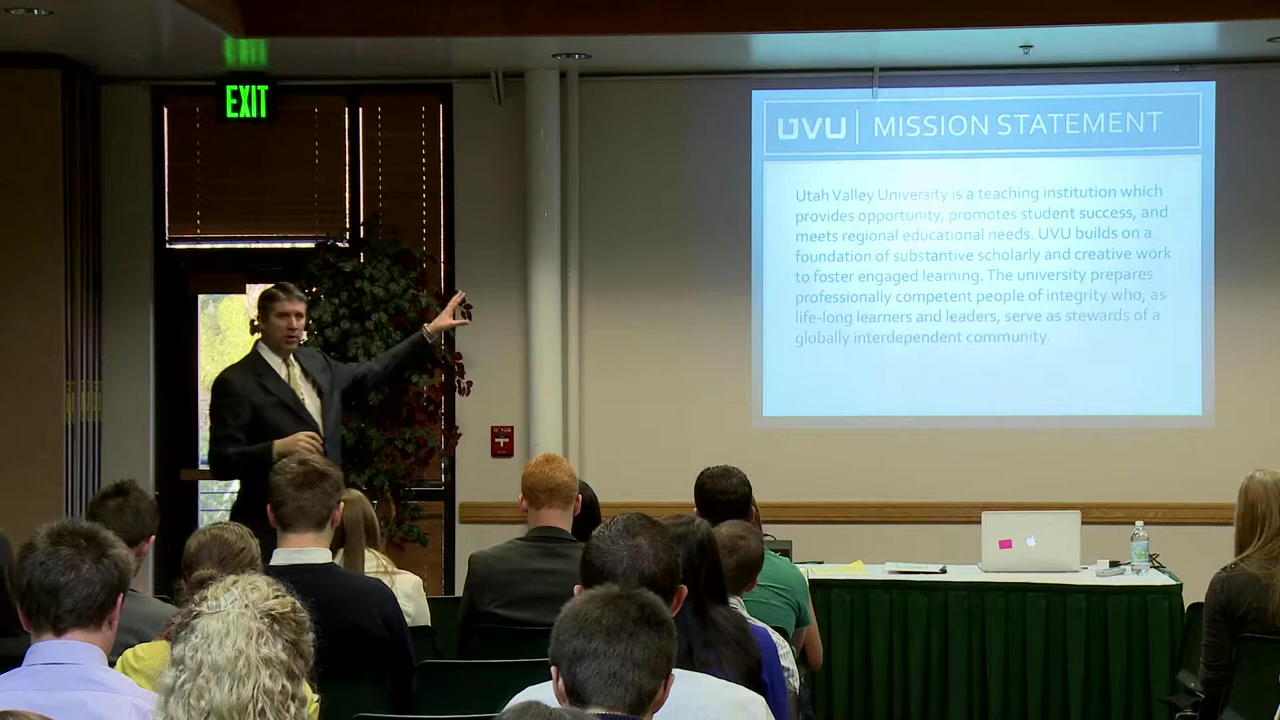 EXIT
UVU | MISSION STATEMENT
Utah Valley University is a teaching institution which
provides opportunity, promotes student success, and
meets regional educational needs. UVU builds on a
foundation of substantive scholarly and creative work
to foster engaged learning. The university prepares
professionally competent people of integrity who, as
life-long learners and leaders, serve as stewards of a
globally interdependent community.